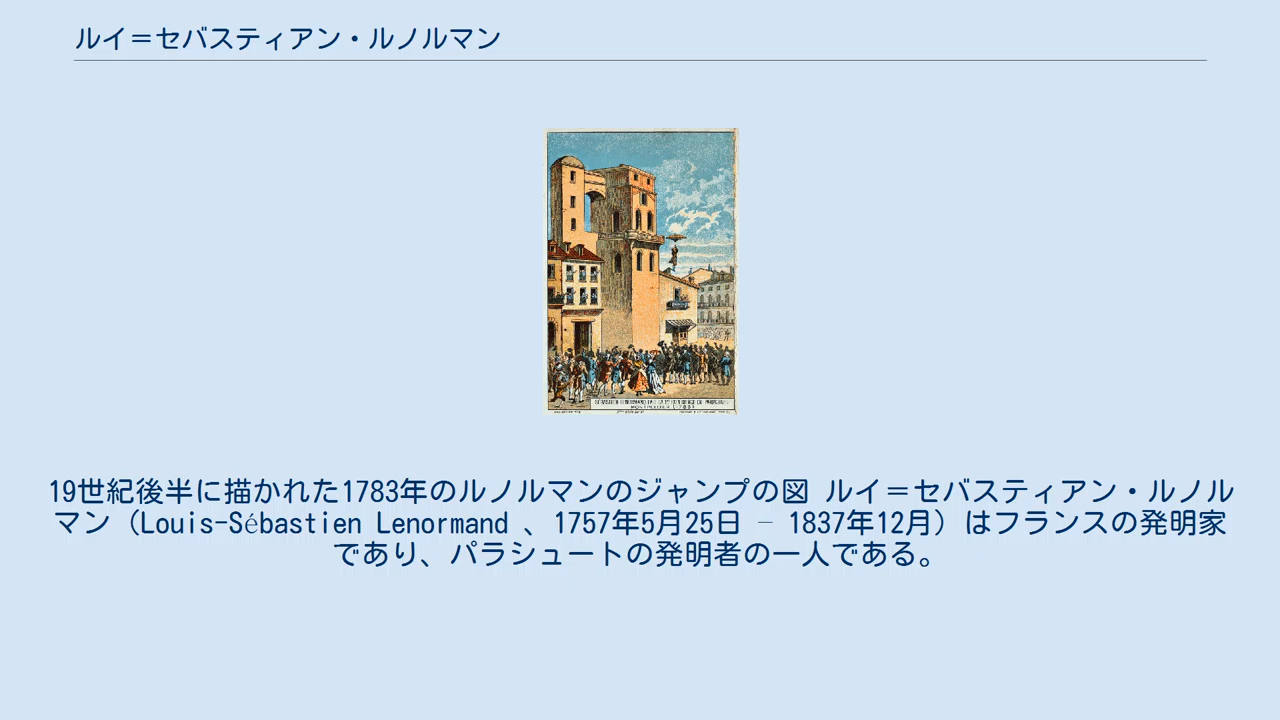 ルイ＝セバスティアン・ルノルマン
MONTPELLIER (1783)
19世紀後半に描かれた1783年のルノルマンのジャンプの図 ルイ＝セバスティアン・ルノル
マン（Louis-Sébastien Lenormand 、1757年5月25日 – 1837年12月）はフランスの発明家
であり、パラシュートの発明者の一人である。